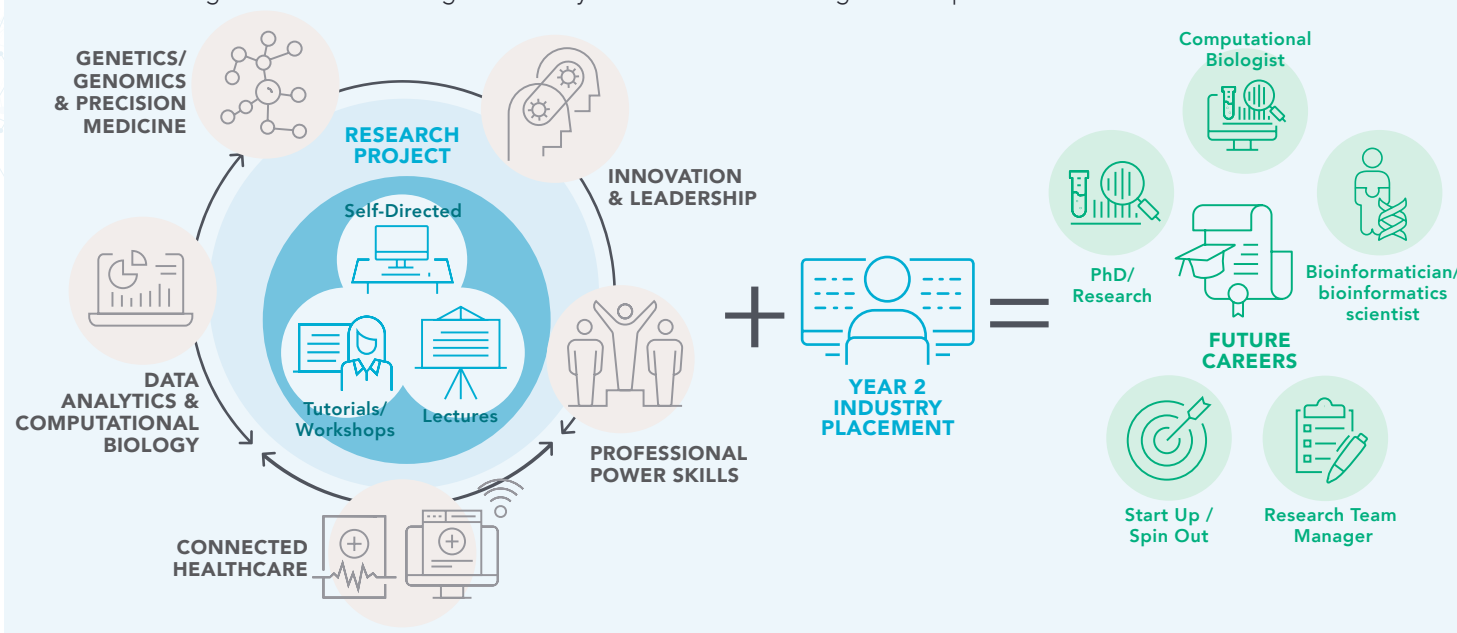 GENETICS/
GENOMICS
& PRECISION
MEDICINE
RESEARCH
PROJECT
INNOVATION
& LEADERSHIP
Self-Directed
Tutorials/
Workshops
Lectures
DATA
ANALYTICS &
COMPUTATIONAL
BIOLOGY
PROFESSIONAL
POWER SKILLS
CONNECTED
HEALTHCARE
+
YEAR 2
INDUSTRY
PLACEMENT
=
Computational
Biologist
PhD/
Research
Bioinformatician/
bioinformatics
scientist
FUTURE
CAREERS
Start Up /
Spin Out
Research Team
Manager